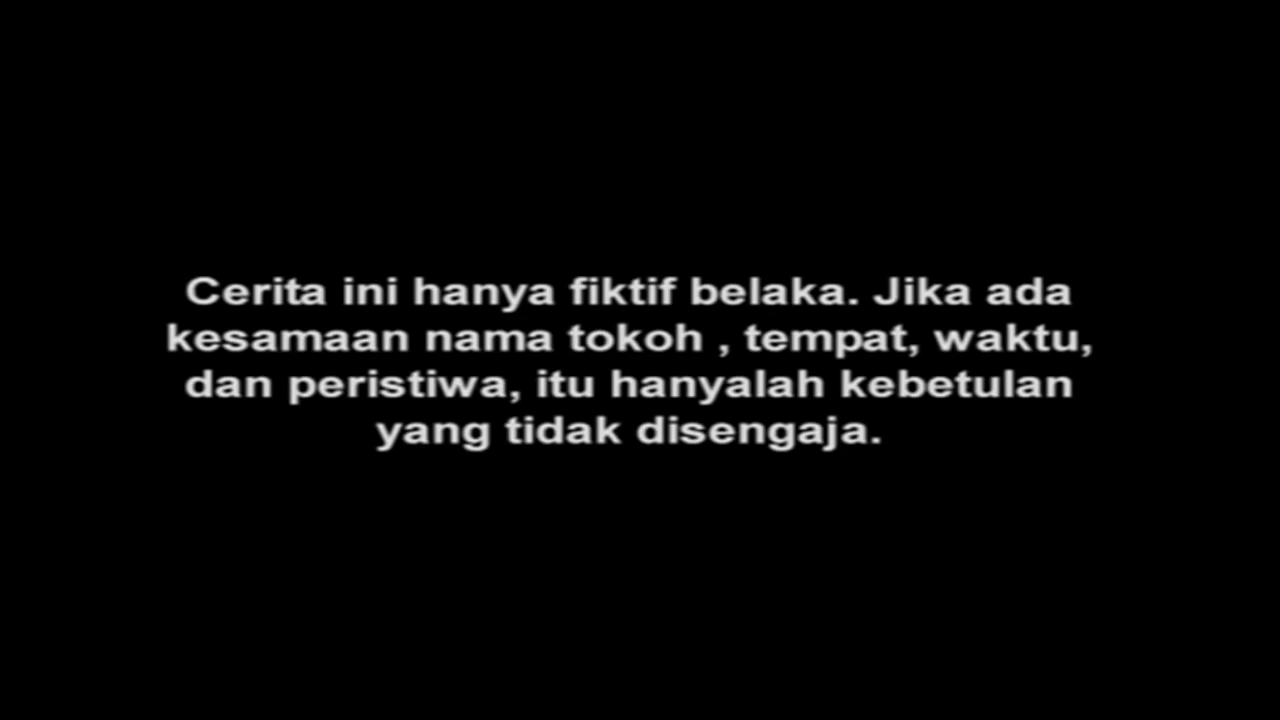 Cerita ini hanya fiktif belaka. Jika ada
kesamaan nama tokoh , tempat, waktu,
dan peristiwa, itu hanyalah kebetulan
yang tidak disengaja.